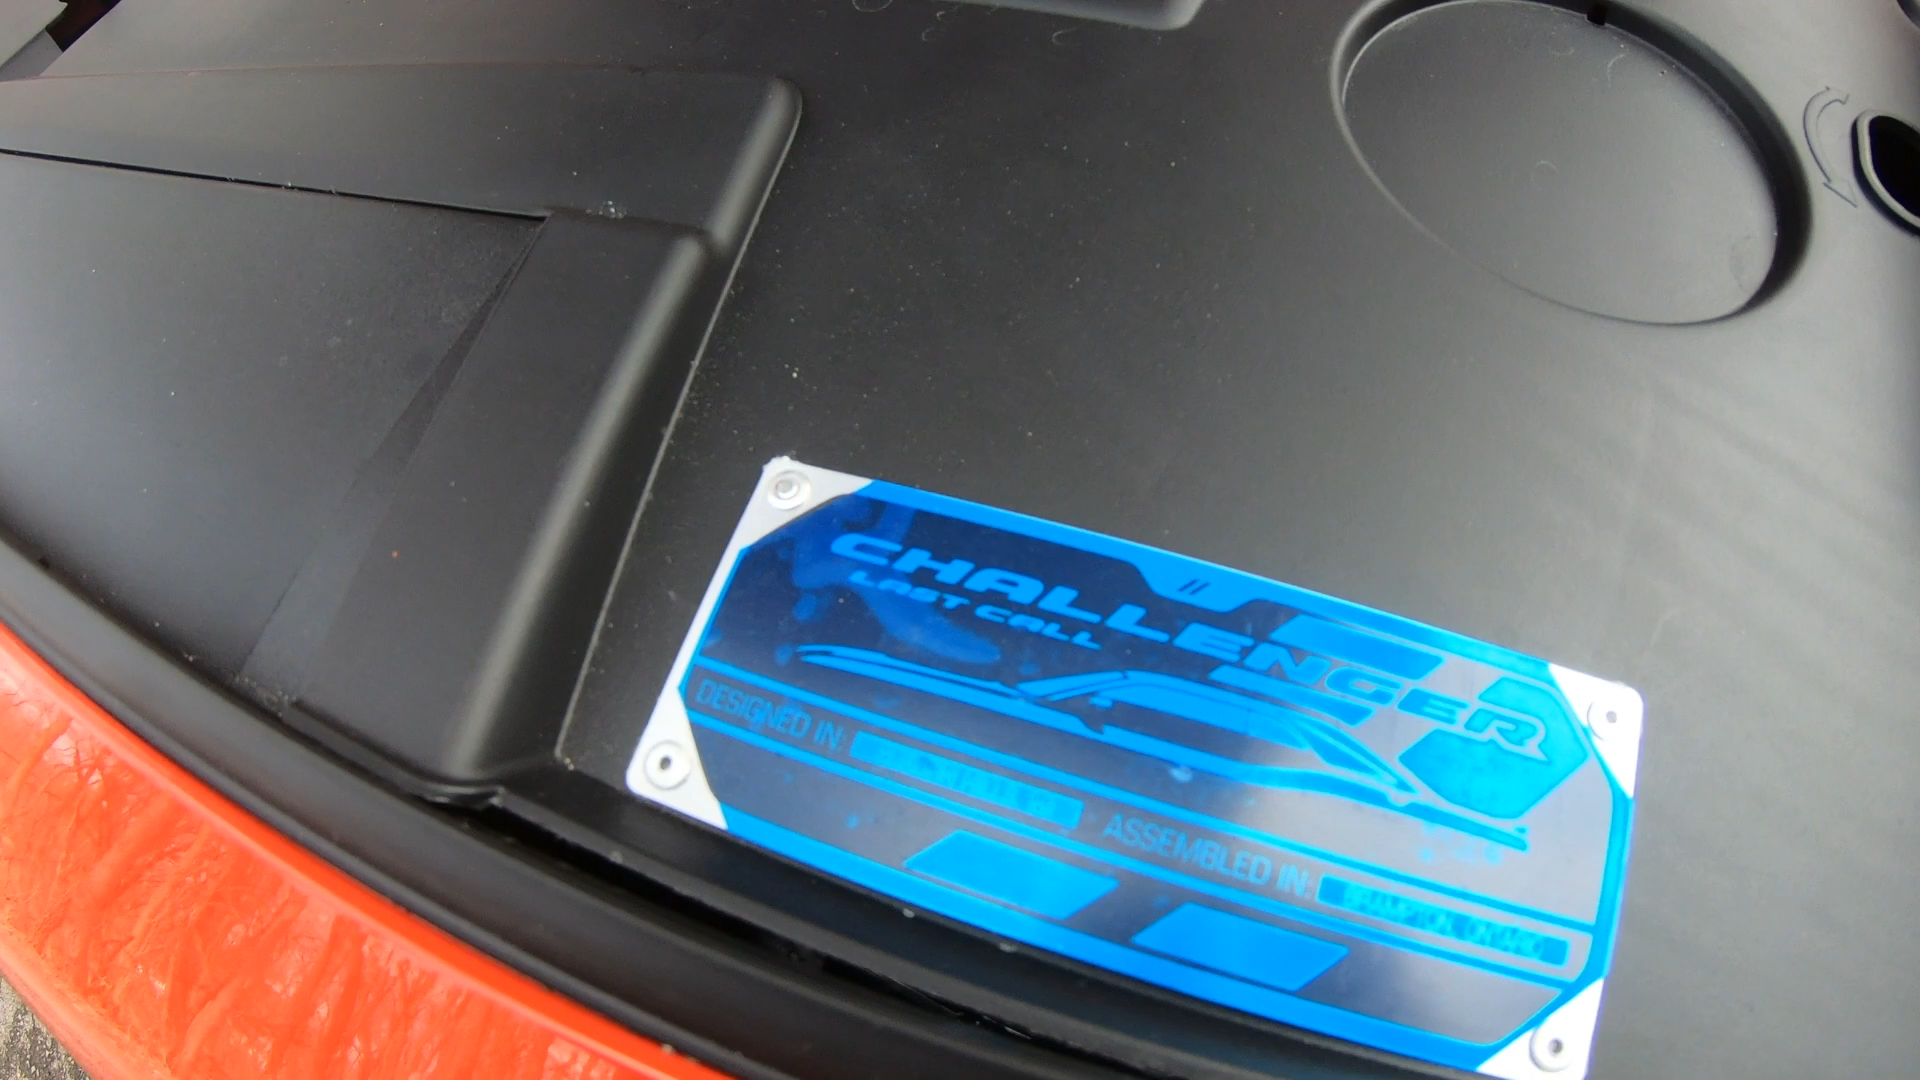 CHALLENGER
LAST CALL
DESIGNED IN:
ASSEMBLED IN: BRAMPTON, ONTARIO